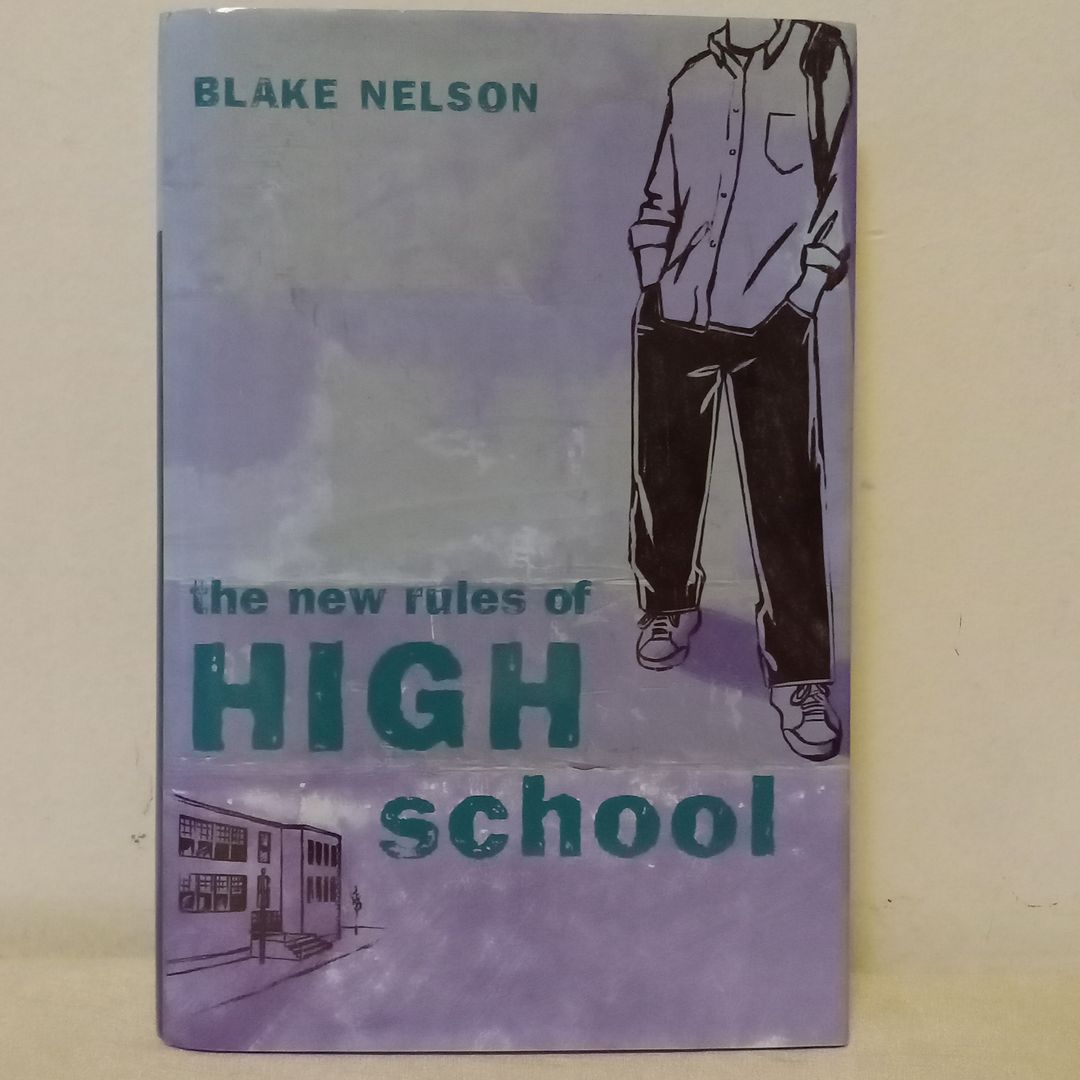 BLAKE NELSON
the new rules of
HIGH
school